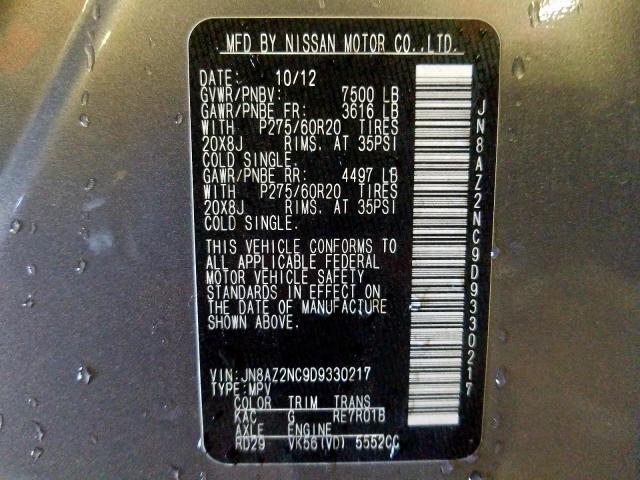 MFD BY NISSAN MOTOR CO.,LTD.
DATE: 10/12
GVWR/PNBV: 7500 LB
GAWR/PNBE FR: 3616 LB
WITH P275/60R20 TIRES
20X8J RIMS. AT 35PSI
COLD SINGLE.
GAWR/PNBE RR: 4497 LB
WITH P275/60R20 TIRES
20X8J RIMS. AT 35PSI
COLD SINGLE.
THIS VEHICLE CONFORMS TO
ALL APPLICABLE FEDERAL
MOTOR VEHICLE SAFETY
STANDARDS IN EFFECT ON
THE DATE OF MANUFACTURE
SHOWN ABOVE.
VIN:JN8AZ2NC9D9330217
TYPE:MPV
COLOR TRIM TRANS
KAC G RE7R01B
AXLE ENGINE
RD29 VK56(VD) 5552CC
JN8AZ2NC9D9330217